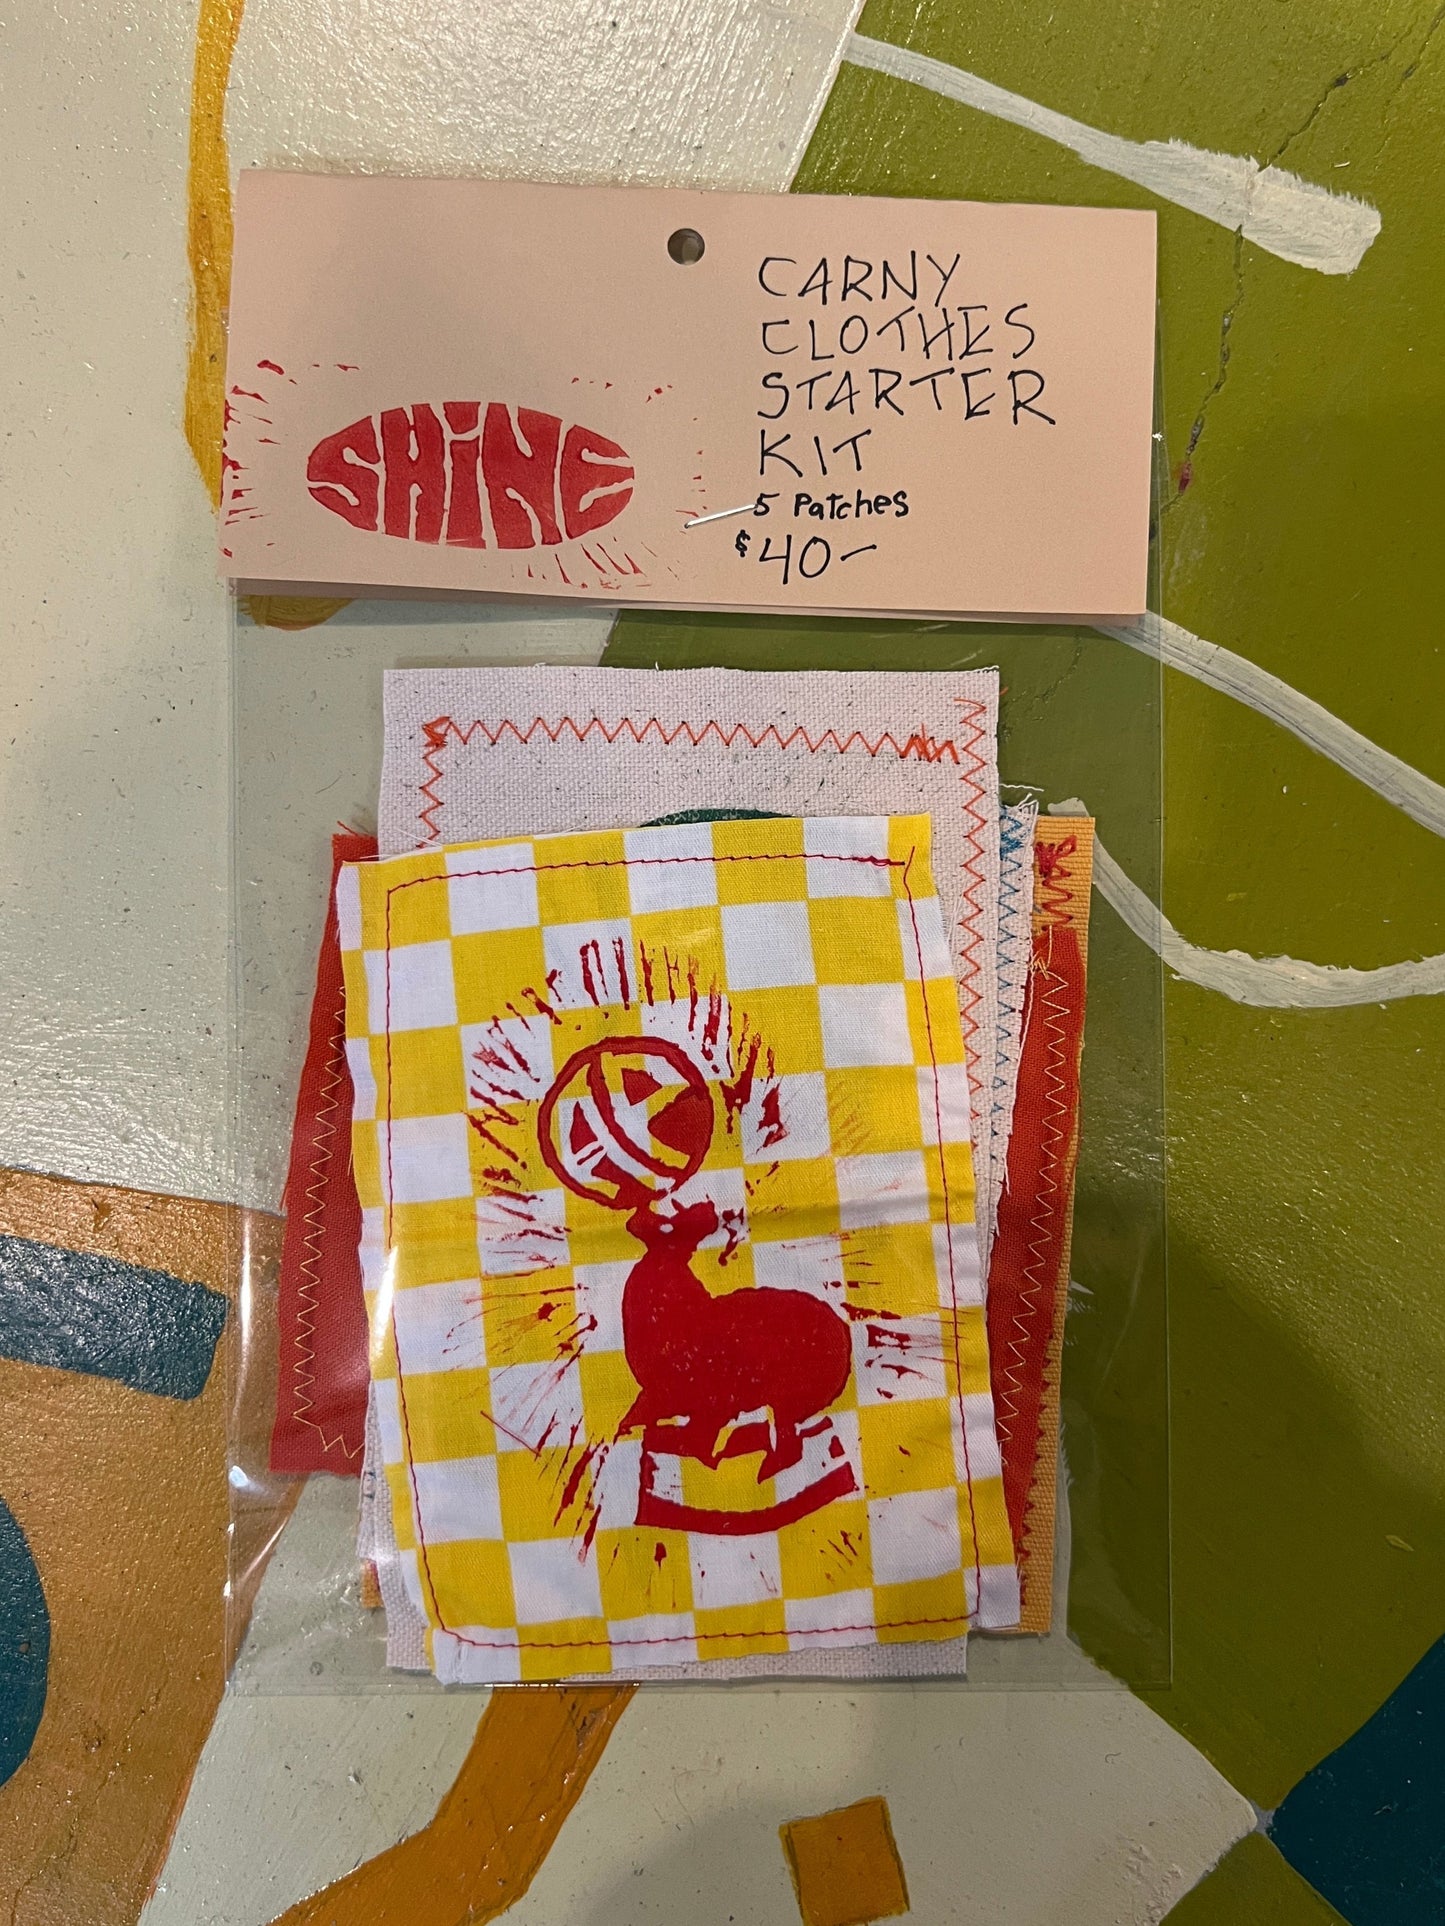 SHiNE
CARNY
CLOTHES
STARTER
KIT
5 Patches
$40—